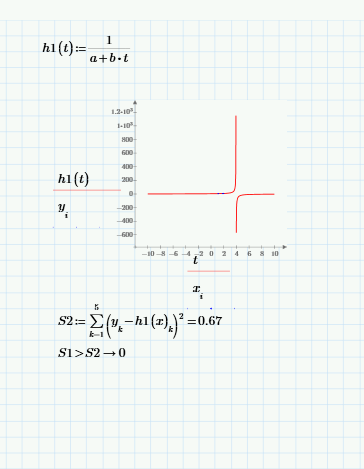 h1(t):=1/(a+b·t)
1.2·10³
1·10³
800
600
400
200
0
−200
−400
−600
−10 −8 −6 −4 −2 0 2 4 6 8 10
h1(t)
y_i
t
x_i
S2:=∑_{k=1}^{5}(y_k−h1(x)_k)²=0.67
S1>S2→0